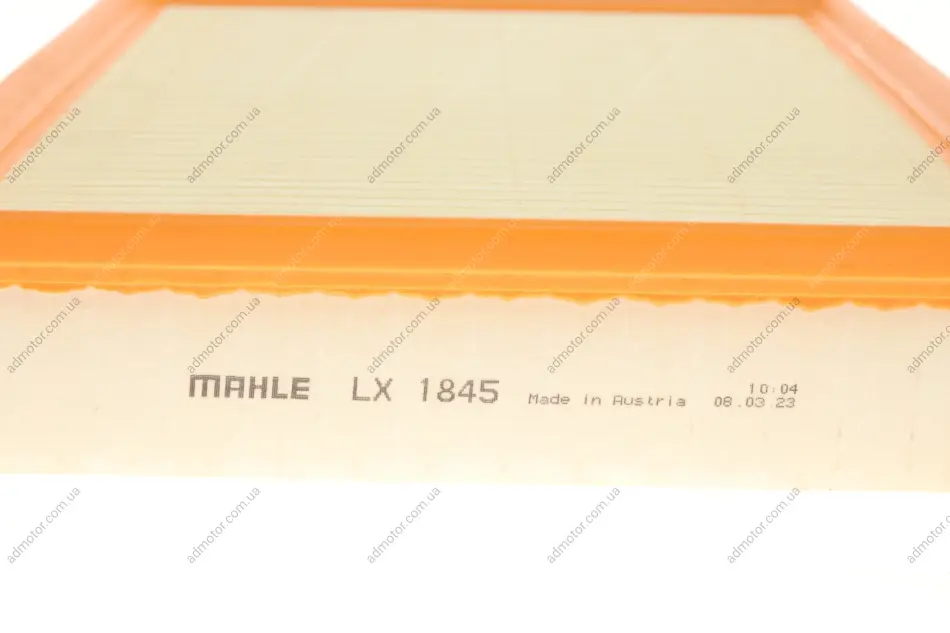 MAHLE LX 1845 Made in Austria 10:04
08.03.23
admotor.com.ua